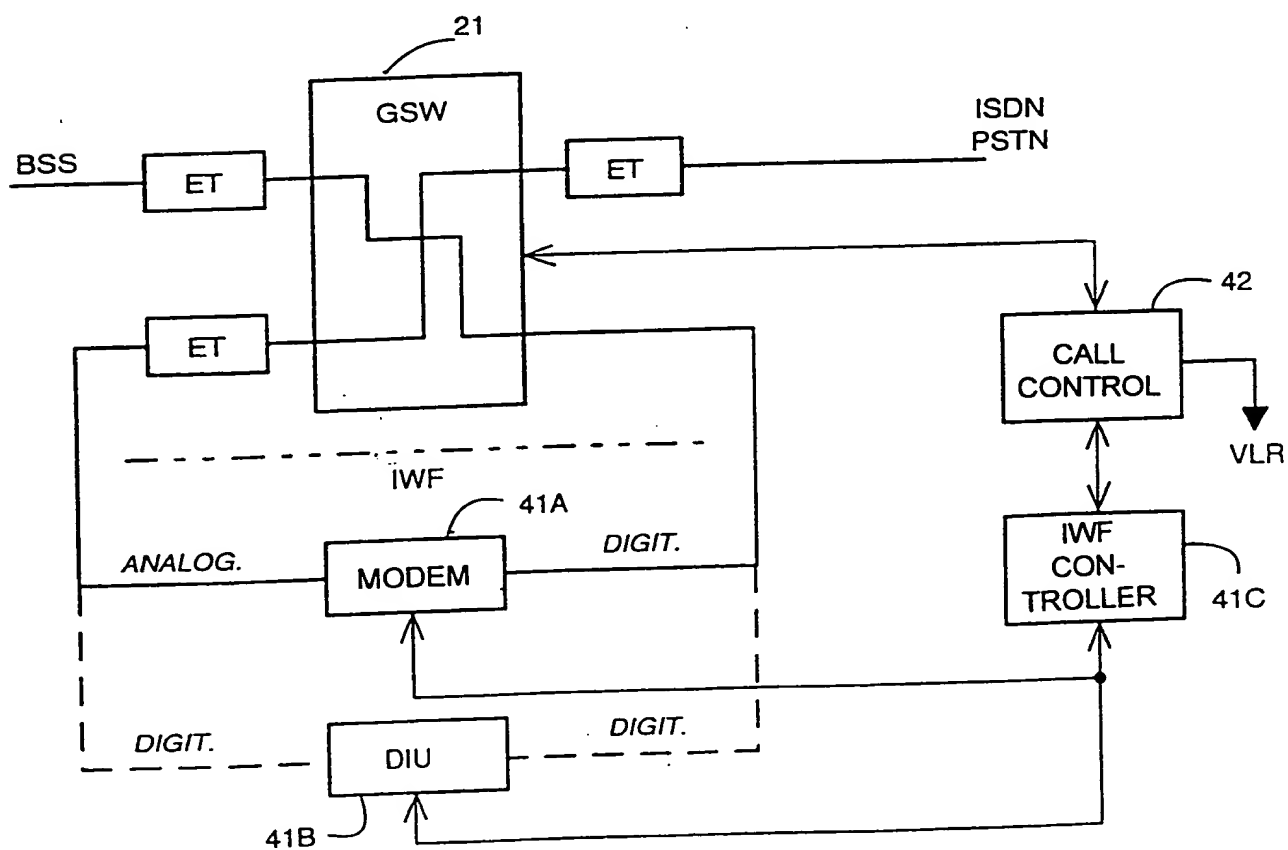 21
GSW
ISDN
PSTN
BSS
ET
ET
42
ET
CALL
CONTROL
VLR
IWF
41A
ANALOG.
MODEM
DIGIT.
IWF
CON-
TROLLER
41C
DIGIT.
DIU
DIGIT.
41B